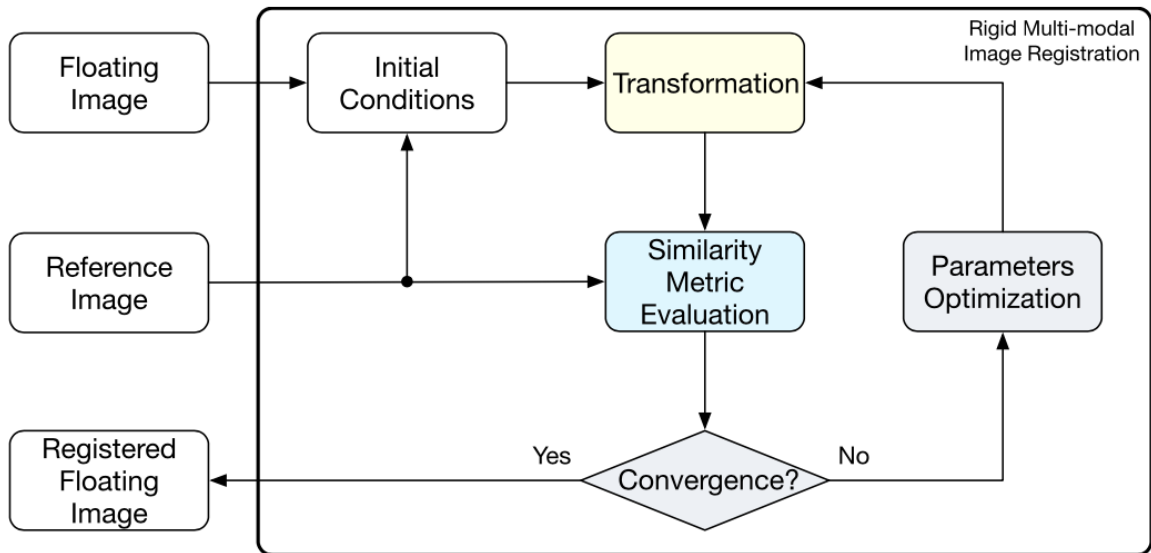 Rigid Multi-modal
Image Registration
Floating
Image
Initial
Conditions
Transformation
Reference
Image
Similarity
Metric
Evaluation
Parameters
Optimization
Registered
Floating
Image
Yes
Convergence?
No